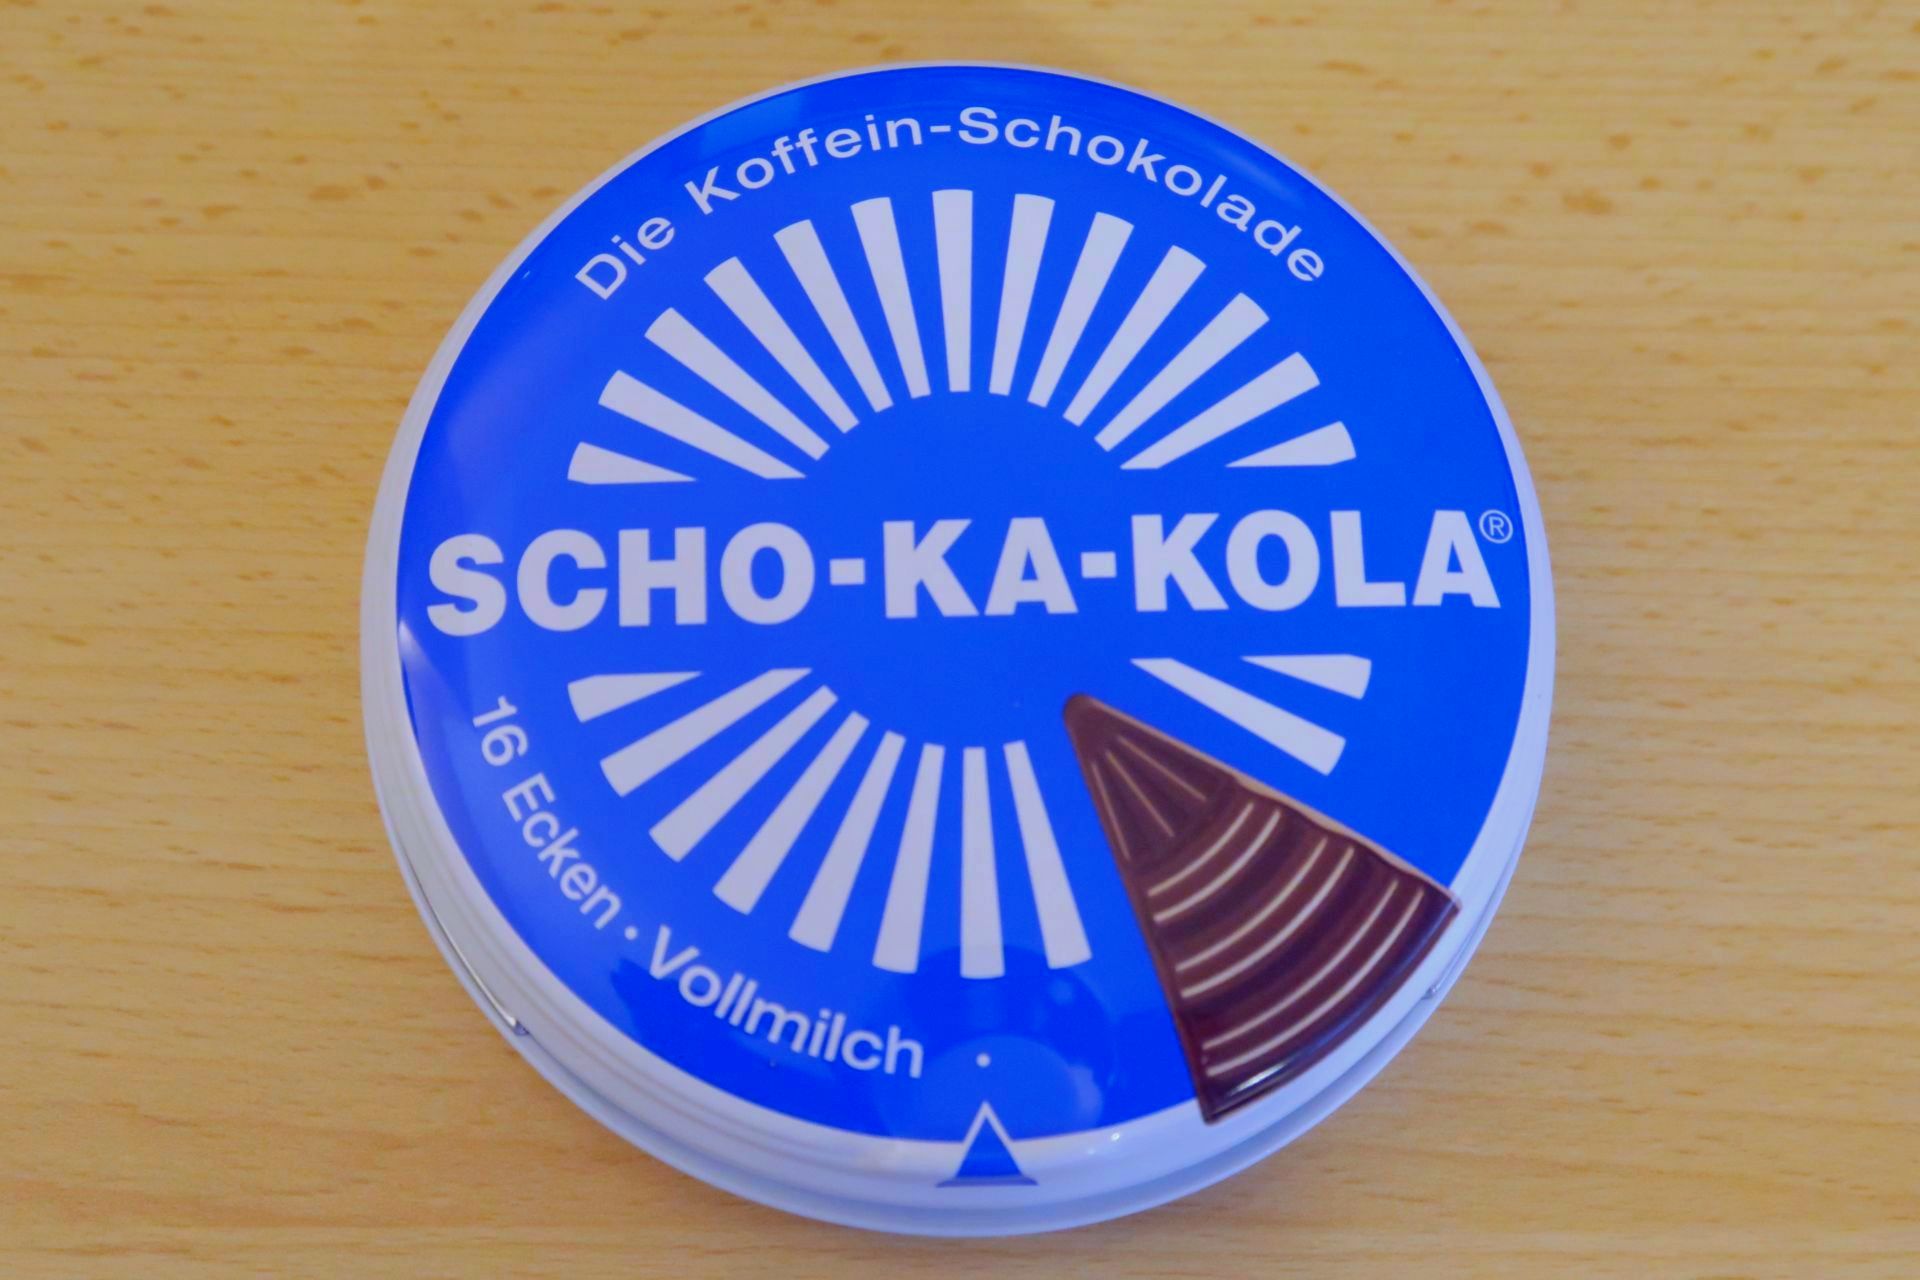 Die Koffein-Schokolade
SCHO-KA-KOLA®
16 Ecken · Vollmilch